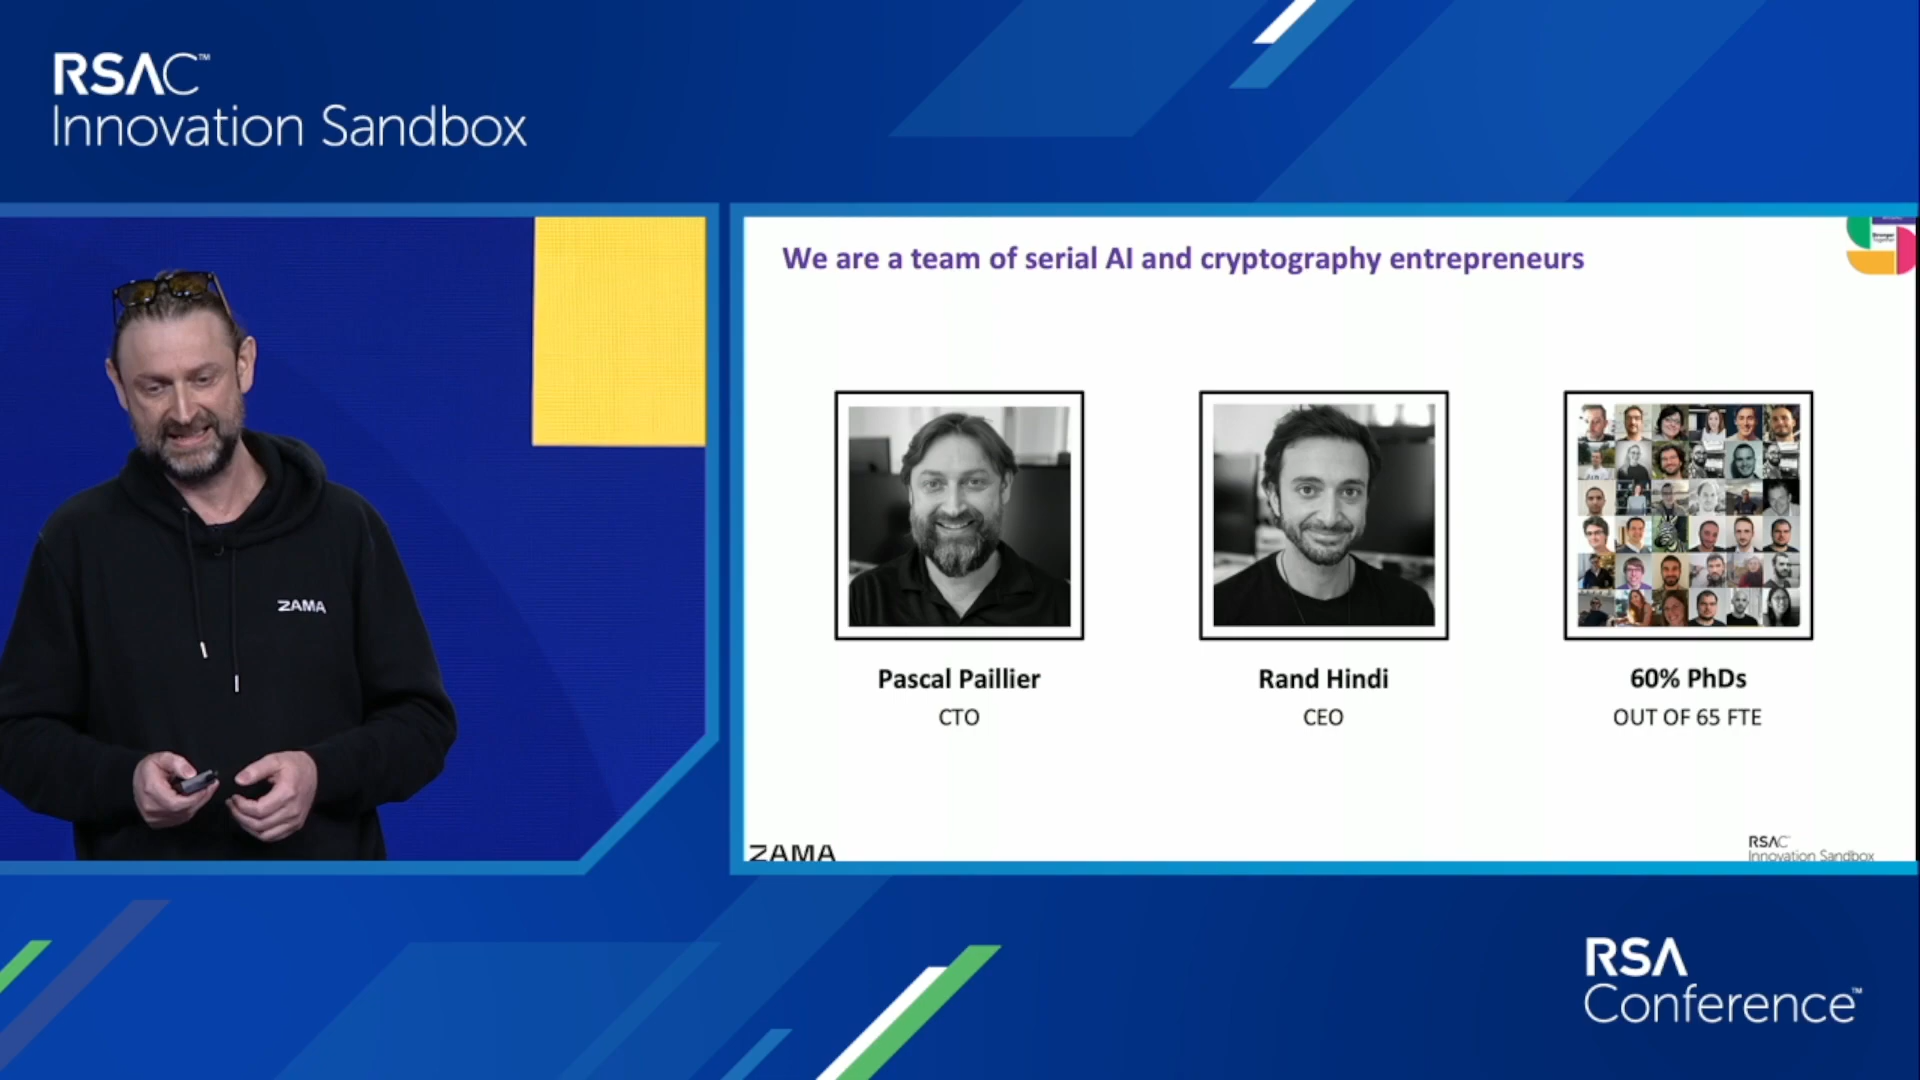 RSAC™
Innovation Sandbox
ZAMA
We are a team of serial AI and cryptography entrepreneurs
Pascal Paillier
CTO
Rand Hindi
CEO
60% PhDs
OUT OF 65 FTE
ZAMA
RSAC
Innovation Sandbox
RSA
Conference™